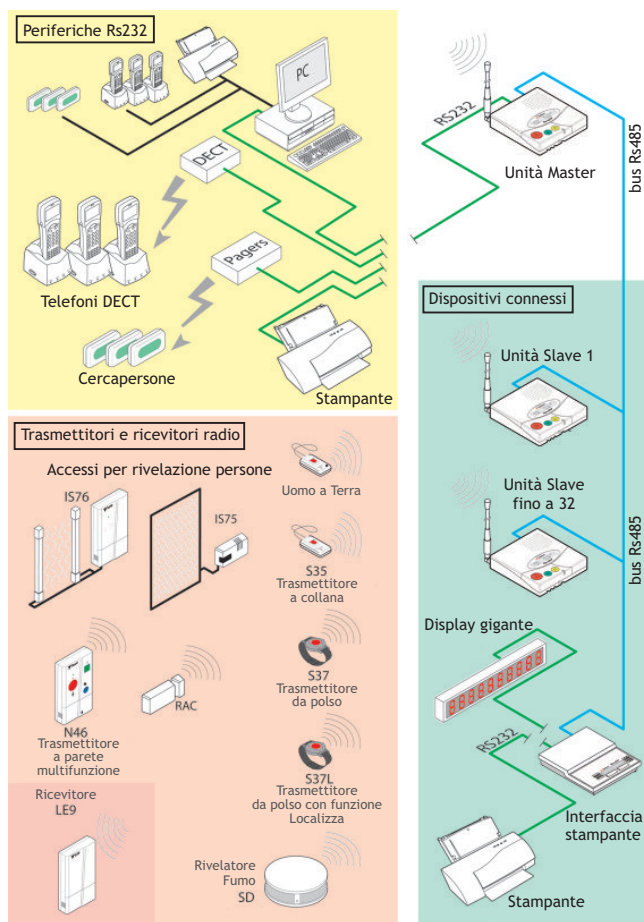 Periferiche Rs232
PC
DECT
Telefoni DECT
Pagers
Cercapersone
Stampante
RS232
Unità Master
bus Rs485
Dispositivi connessi
Unità Slave 1
Unità Slave
fino a 32
bus Rs485
Display gigante
RS232
Interfaccia
stampante
Stampante
Trasmettitori e ricevitori radio
Accessi per rivelazione persone
IS76
IS75
Uomo a Terra
S35
Trasmettitore
a collana
N46
Trasmettitore
a parete
multifunzione
RAC
S37
Trasmettitore
da polso
S37L
Trasmettitore
da polso con funzione
Localizza
Ricevitore
LE9
Rivelatore
Fumo
SD